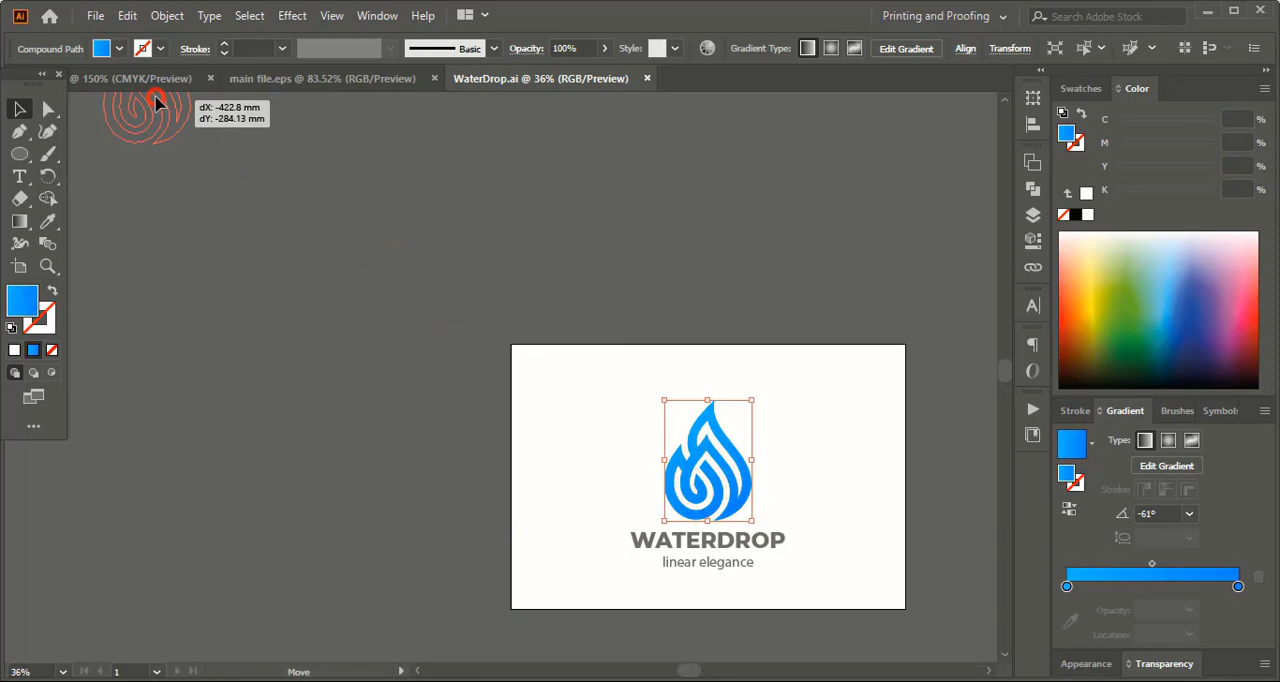 Ai File Edit Object Type Select Effect View Window Help Printing and Proofing Search Adobe Stock
Compound Path Stroke: Basic Opacity: 100% Style: Gradient Type: Edit Gradient Align Transform
@ 150% (CMYK/Preview) × main file.eps @ 83.52% (RGB/Preview) × WaterDrop.ai @ 36% (RGB/Preview) ×
dX: -422.8 mm
dY: -284.13 mm
WATERDROP
linear elegance
Swatches Color
C %
M %
Y %
K %
Stroke Gradient Brushes Symbols
Type:
Edit Gradient
Stroke:
-61°
Opacity:
Location:
Appearance Transparency
36% 1 Move